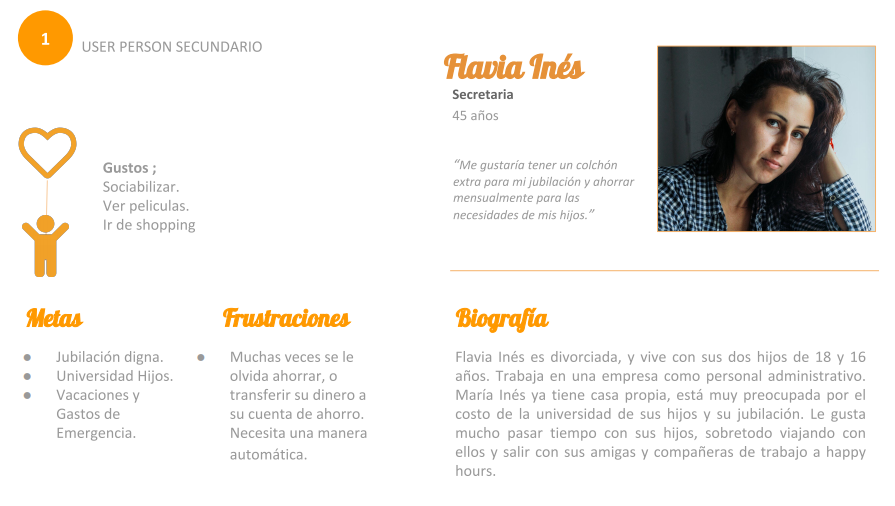 1
USER PERSON SECUNDARIO
Flavia Inés
Secretaria
45 años
“Me gustaría tener un colchón
extra para mi jubilación y ahorrar
mensualmente para las
necesidades de mis hijos.”
Gustos ;
Sociabilizar.
Ver peliculas.
Ir de shopping
Metas
● Jubilación digna.
● Universidad Hijos.
● Vacaciones y
Gastos de
Emergencia.
Frustraciones
● Muchas veces se le
olvida ahorrar, o
transferir su dinero a
su cuenta de ahorro.
Necesita una manera
automática.
Biografía
Flavia Inés es divorciada, y vive con sus dos hijos de 18 y 16
años. Trabaja en una empresa como personal administrativo.
María Inés ya tiene casa propia, está muy preocupada por el
costo de la universidad de sus hijos y su jubilación. Le gusta
mucho pasar tiempo con sus hijos, sobretodo viajando con
ellos y salir con sus amigas y compañeras de trabajo a happy
hours.